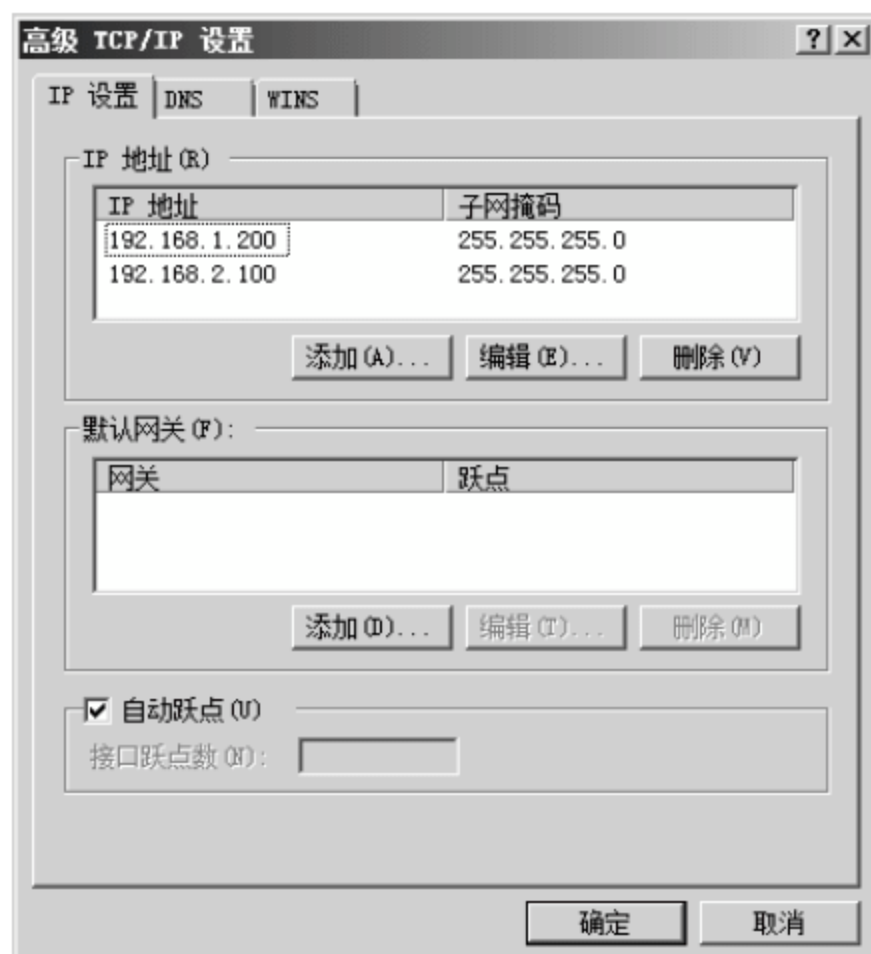 高级 TCP/IP 设置
IP 设置 DNS WINS
IP 地址(R)
IP 地址 子网掩码
192.168.1.200 255.255.255.0
192.168.2.100 255.255.255.0
添加(A)... 编辑(E)... 删除(V)
默认网关(F):
网关 跃点
添加(D)... 编辑(T)... 删除(M)
自动跃点(U)
接口跃点数(N):
确定 取消